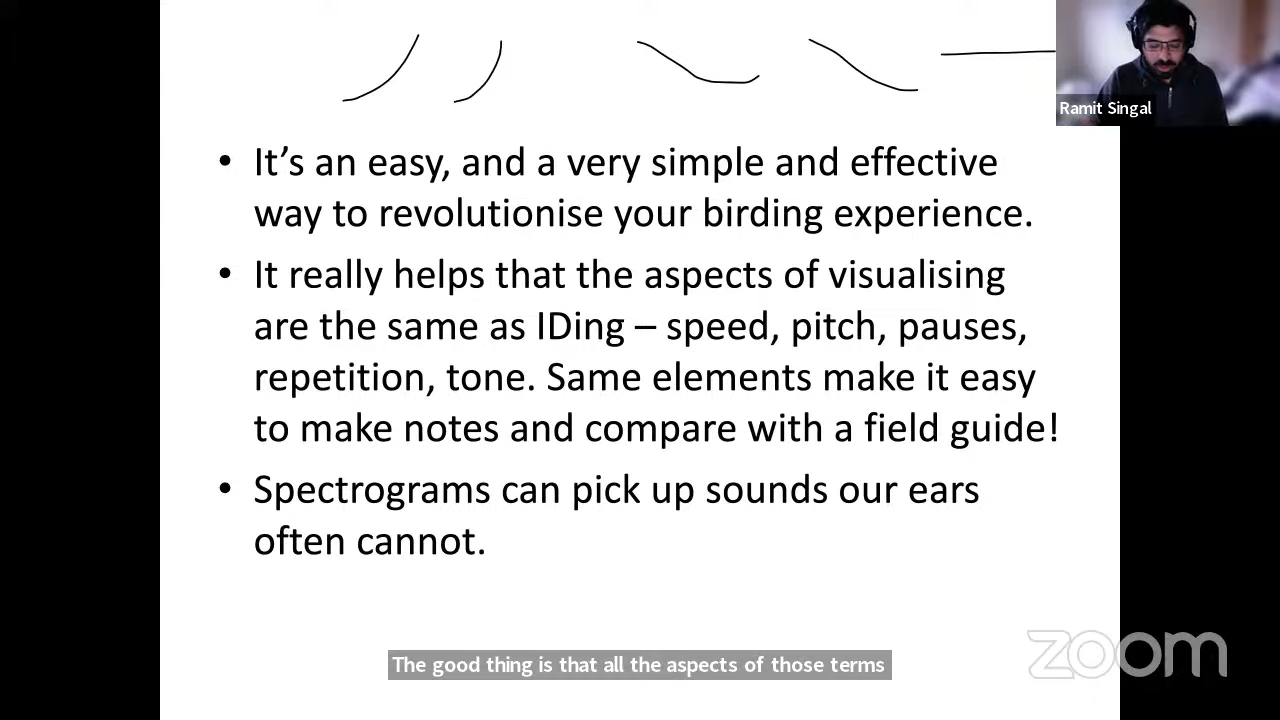 Ramit Singal
• It’s an easy, and a very simple and effective
way to revolutionise your birding experience.
• It really helps that the aspects of visualising
are the same as IDing – speed, pitch, pauses,
repetition, tone. Same elements make it easy
to make notes and compare with a field guide!
• Spectrograms can pick up sounds our ears
often cannot.
zoom
The good thing is that all the aspects of those terms